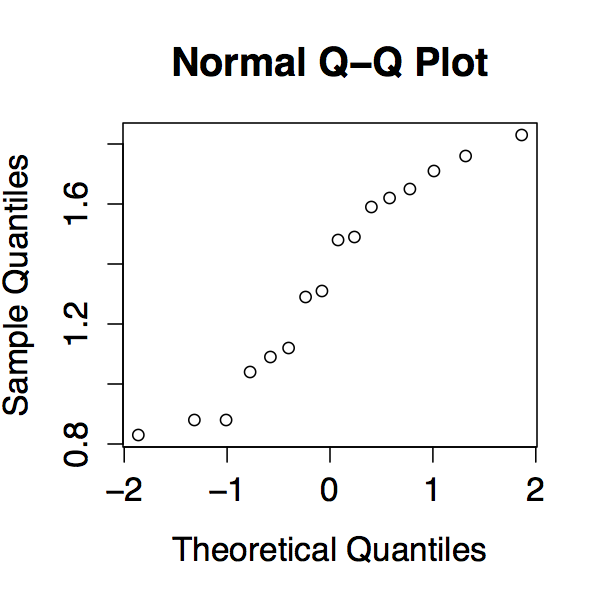 Normal Q−Q Plot
Sample Quantiles
1.6
1.2
0.8
−2 −1 0 1 2
Theoretical Quantiles